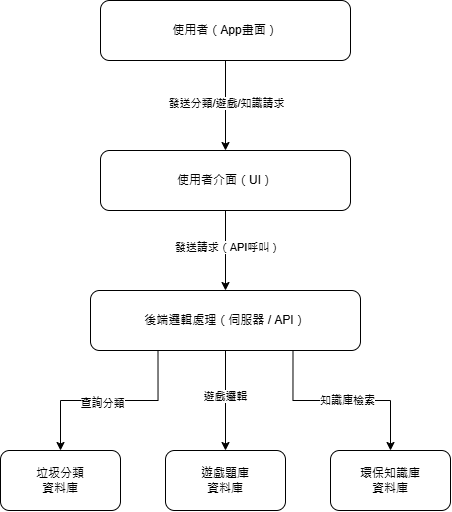 使用者（App畫面）
發送分類/遊戲/知識請求
使用者介面（UI）
發送請求（API呼叫）
後端邏輯處理（伺服器 / API）
查詢分類
遊戲邏輯
知識庫檢索
垃圾分類
資料庫
遊戲題庫
資料庫
環保知識庫
資料庫